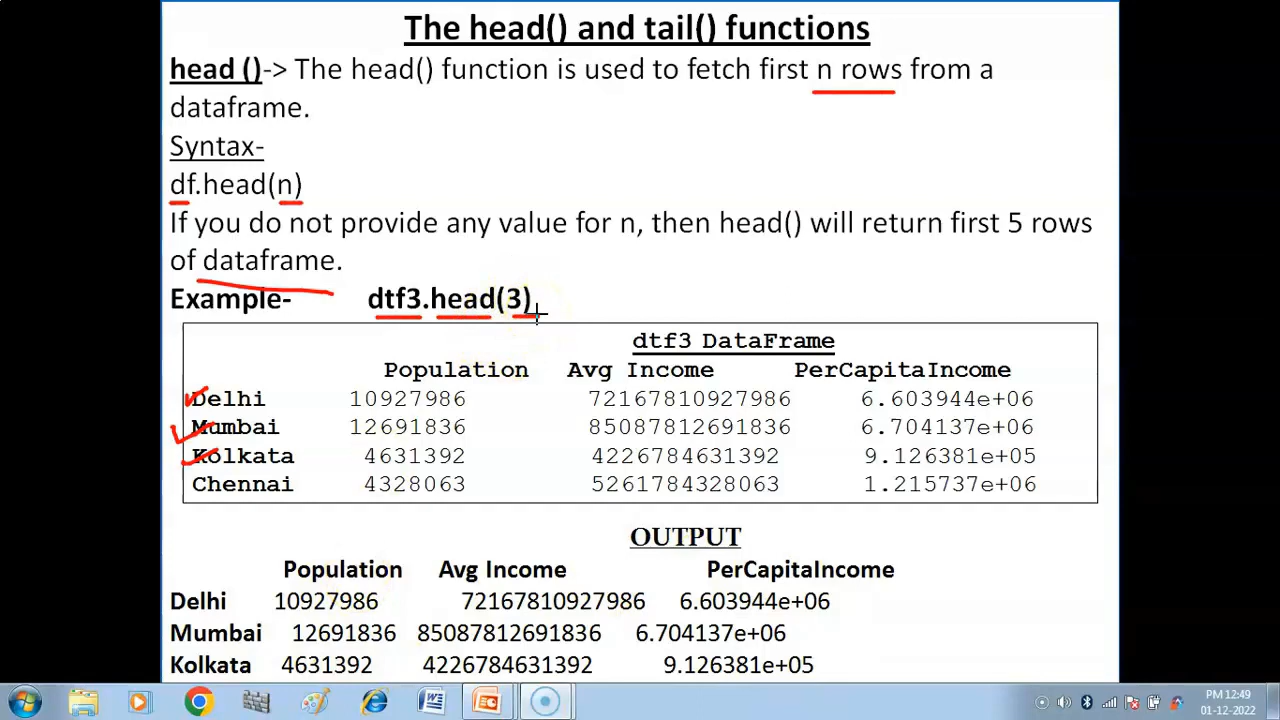 The head() and tail() functions
head ()-> The head() function is used to fetch first n rows from a
dataframe.
Syntax-
df.head(n)
If you do not provide any value for n, then head() will return first 5 rows
of dataframe.
Example- dtf3.head(3)
dtf3 DataFrame
Population Avg Income PerCapitaIncome
Delhi 10927986 72167810927986 6.603944e+06
Mumbai 12691836 85087812691836 6.704137e+06
Kolkata 4631392 4226784631392 9.126381e+05
Chennai 4328063 5261784328063 1.215737e+06
OUTPUT
Population Avg Income PerCapitaIncome
Delhi 10927986 72167810927986 6.603944e+06
Mumbai 12691836 85087812691836 6.704137e+06
Kolkata 4631392 4226784631392 9.126381e+05
PM 12:49
01-12-2022